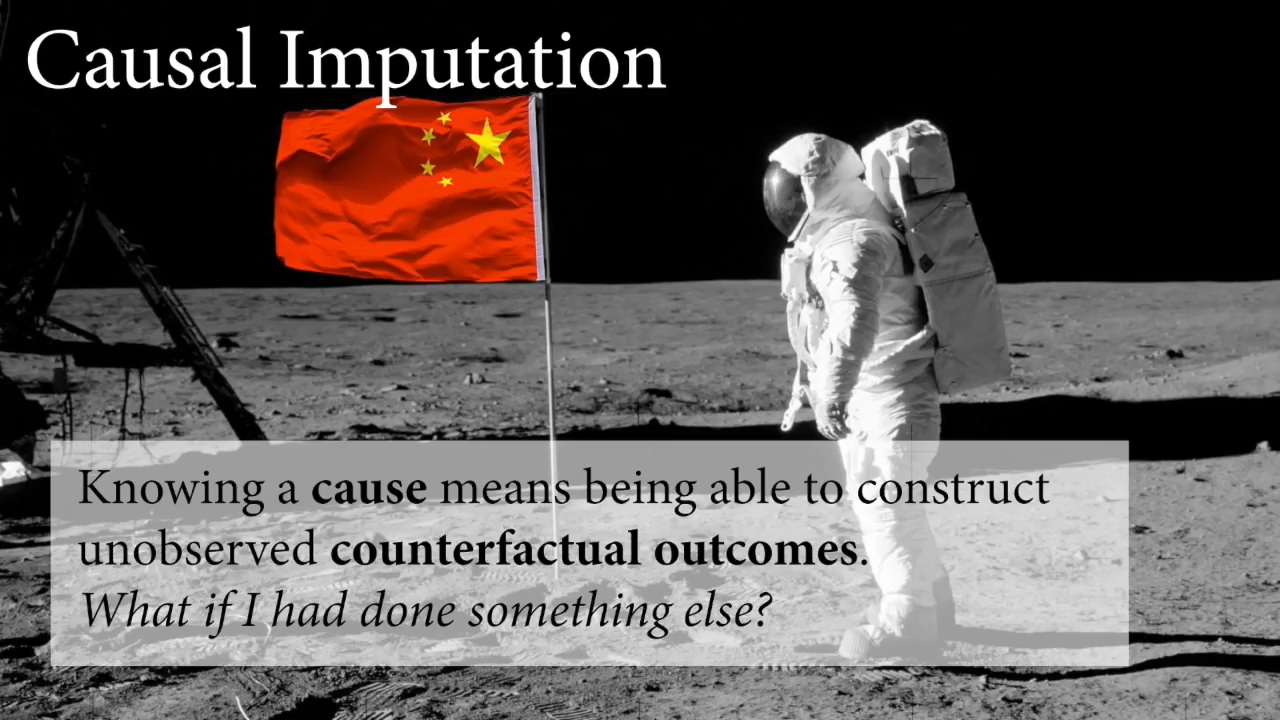 Causal Imputation
Knowing a cause means being able to construct
unobserved counterfactual outcomes.
What if I had done something else?